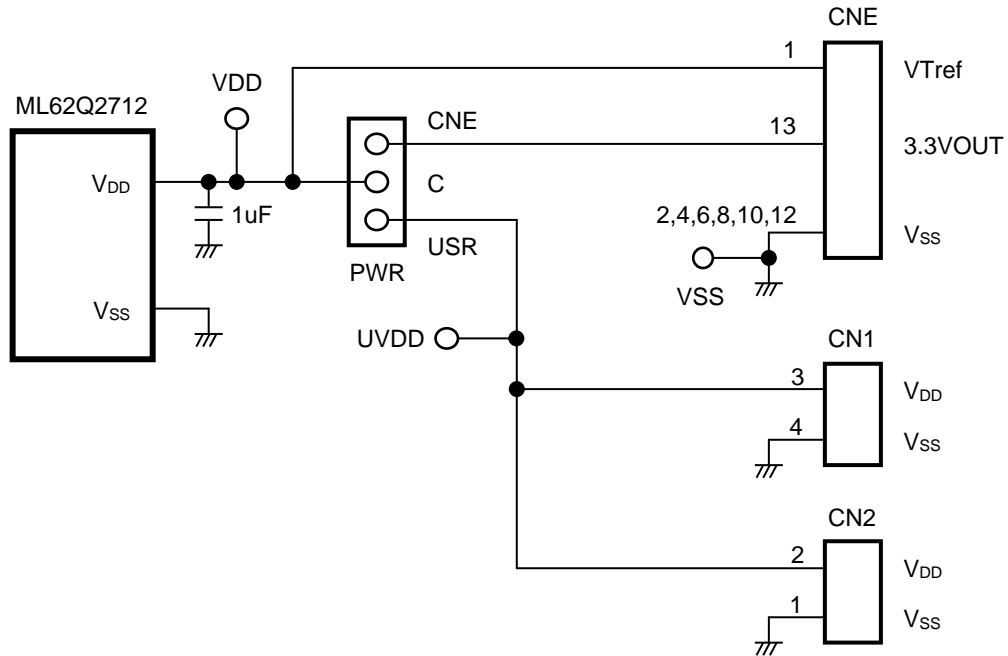 CNE
1
VTref
VDD
ML62Q2712
CNE
13
3.3VOUT
VDD
C
1uF
2,4,6,8,10,12
USR
VSS
PWR
VSS
VSS
UVDD
CN1
3
VDD
4
VSS
CN2
2
VDD
1
VSS